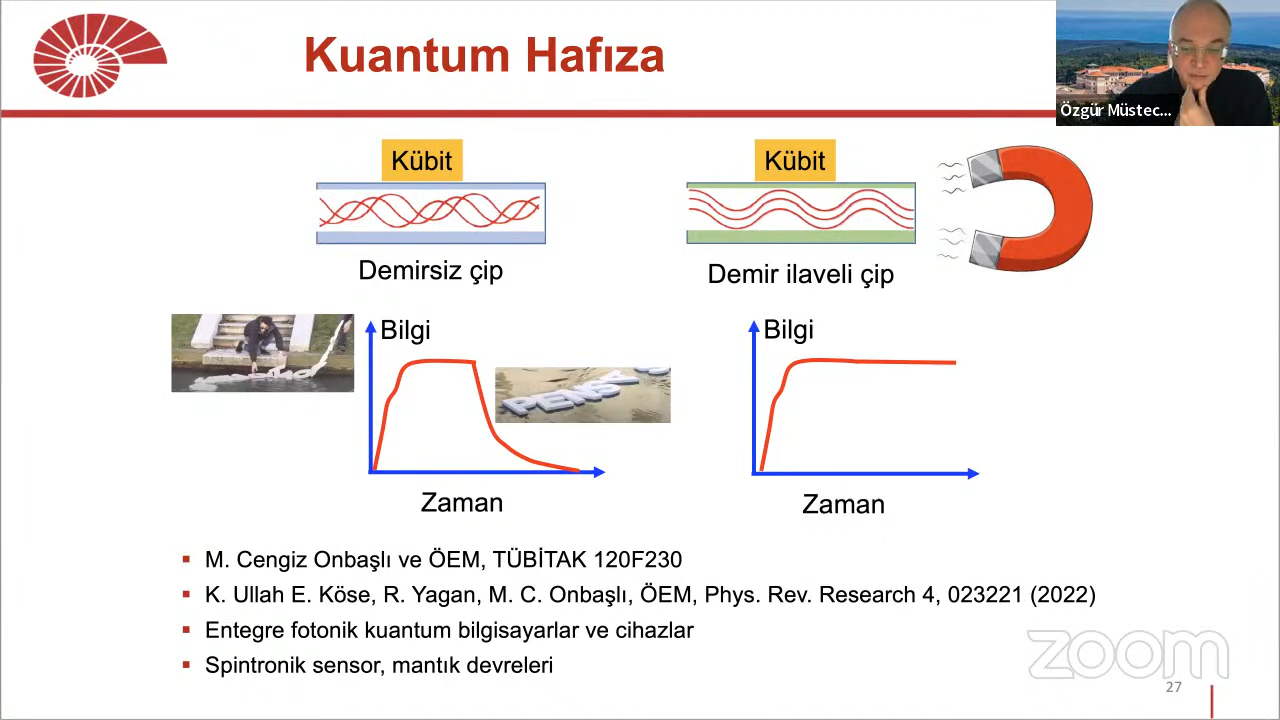 Kuantum Hafıza
Özgür Müstec...
Kübit
Kübit
Demirsiz çip
Demir ilaveli çip
Bilgi
Bilgi
PENS
Zaman
Zaman
M. Cengiz Onbaşlı ve ÖEM, TÜBİTAK 120F230
K. Ullah E. Köse, R. Yagan, M. C. Onbaşlı, ÖEM, Phys. Rev. Research 4, 023221 (2022)
Entegre fotonik kuantum bilgisayarlar ve cihazlar
Spintronik sensor, mantık devreleri
zoom
27